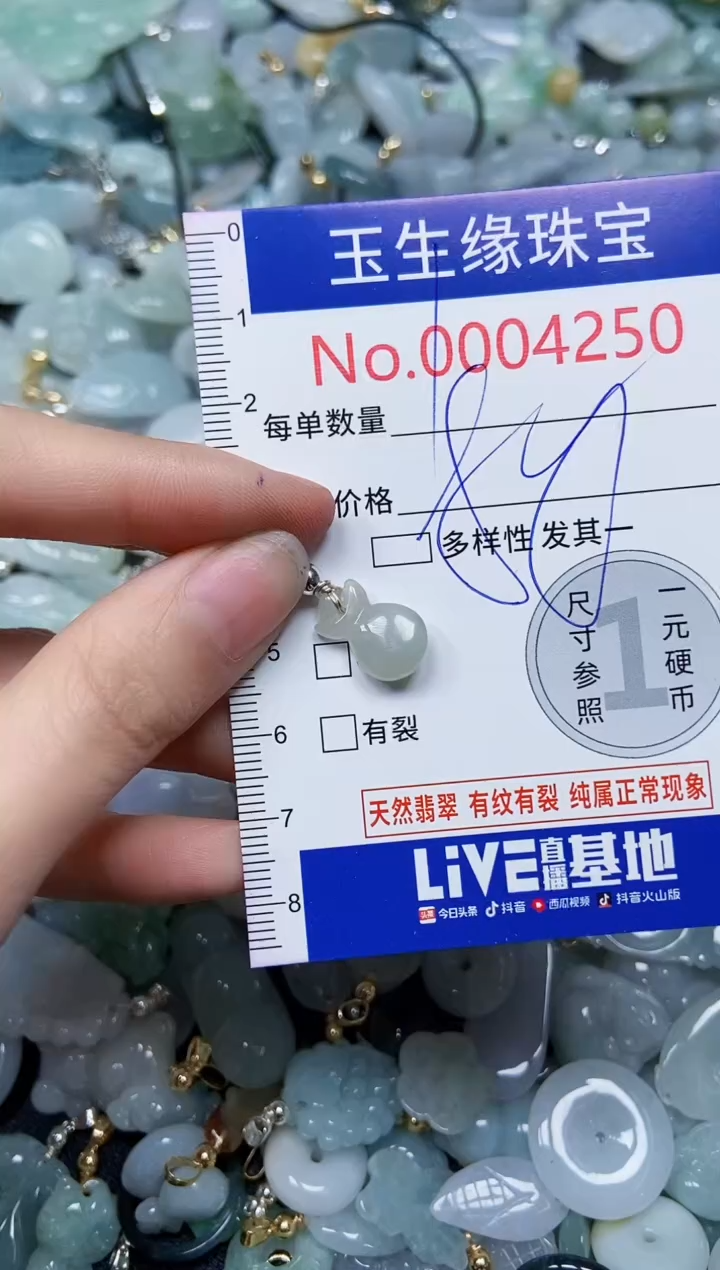 玉生缘珠宝
No.0004250
每单数量
价格
多样性 发其一
有裂
尺寸参照
1
一元硬币
天然翡翠 有纹有裂 纯属正常现象
LiVE直播基地
头条 今日头条 抖音 西瓜视频 抖音火山版
0
1
2
5
6
7
8